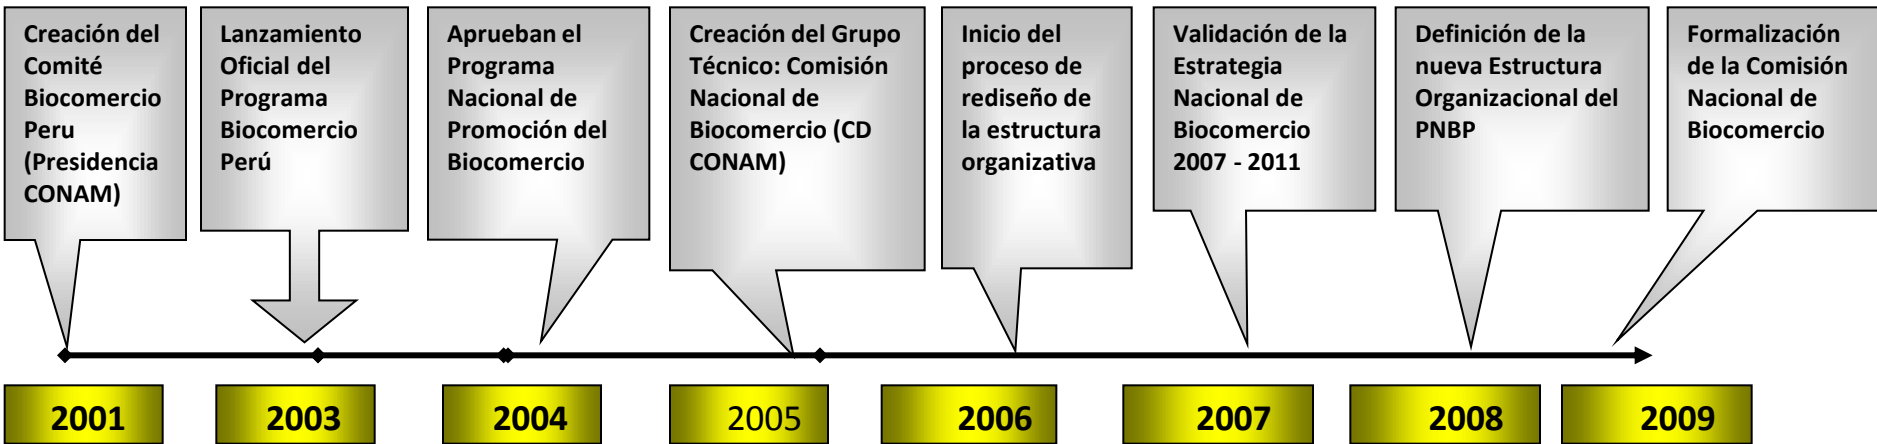 Creación del
Comité
Biocomercio
Peru
(Presidencia
CONAM)
Lanzamiento
Oficial del
Programa
Biocomercio
Perú
Aprueban el
Programa
Nacional de
Promoción del
Biocomercio
Creación del Grupo
Técnico: Comisión
Nacional de
Biocomercio (CD
CONAM)
Inicio del
proceso de
rediseño de
la estructura
organizativa
Validación de la
Estrategia
Nacional de
Biocomercio
2007 - 2011
Definición de la
nueva Estructura
Organizacional del
PNBP
Formalización
de la Comisión
Nacional de
Biocomercio
2001
2003
2004
2005
2006
2007
2008
2009